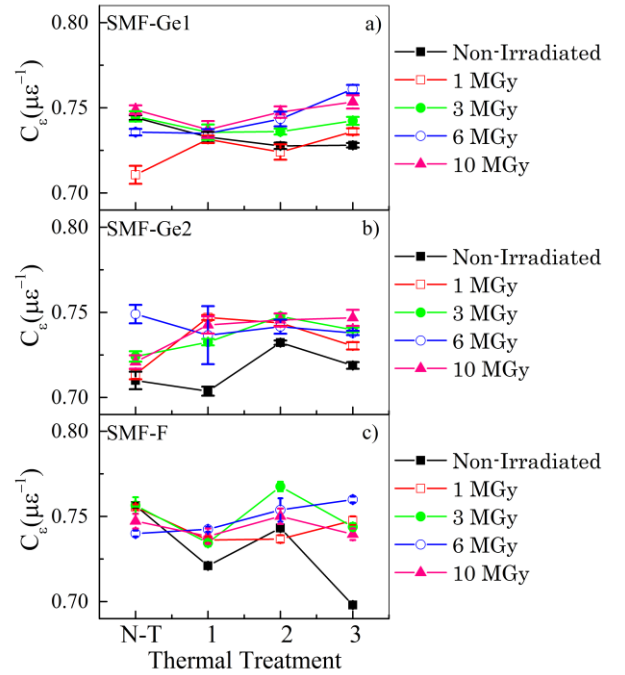 SMF-Ge1 a)
0.80
0.75
0.70
Cε(με⁻¹)
Non-Irradiated
1 MGy
3 MGy
6 MGy
10 MGy
SMF-Ge2 b)
0.80
0.75
0.70
Cε(με⁻¹)
Non-Irradiated
1 MGy
3 MGy
6 MGy
10 MGy
SMF-F c)
0.80
0.75
0.70
Cε(με⁻¹)
Non-Irradiated
1 MGy
3 MGy
6 MGy
10 MGy
N-T 1 2 3
Thermal Treatment